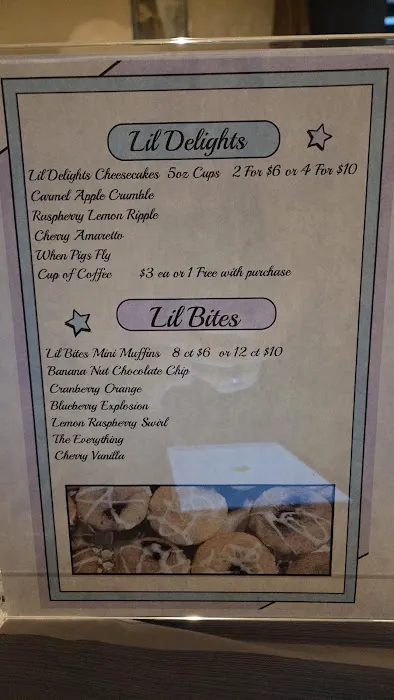 Lil Delights
Lil Delights Cheesecakes 5oz Cups 2 For $6 or 4 For $10
Carmel Apple Crumble
Raspberry Lemon Ripple
Cherry Amaretto
When Pigs Fly
Cup of Coffee $3 ea or 1 Free with purchase
Lil Bites
Lil Bites Mini Muffins 8 ct $6 or 12 ct $10
Banana Nut Chocolate Chip
Cranberry Orange
Blueberry Explosion
Lemon Raspberry Swirl
The Everything
Cherry Vanilla